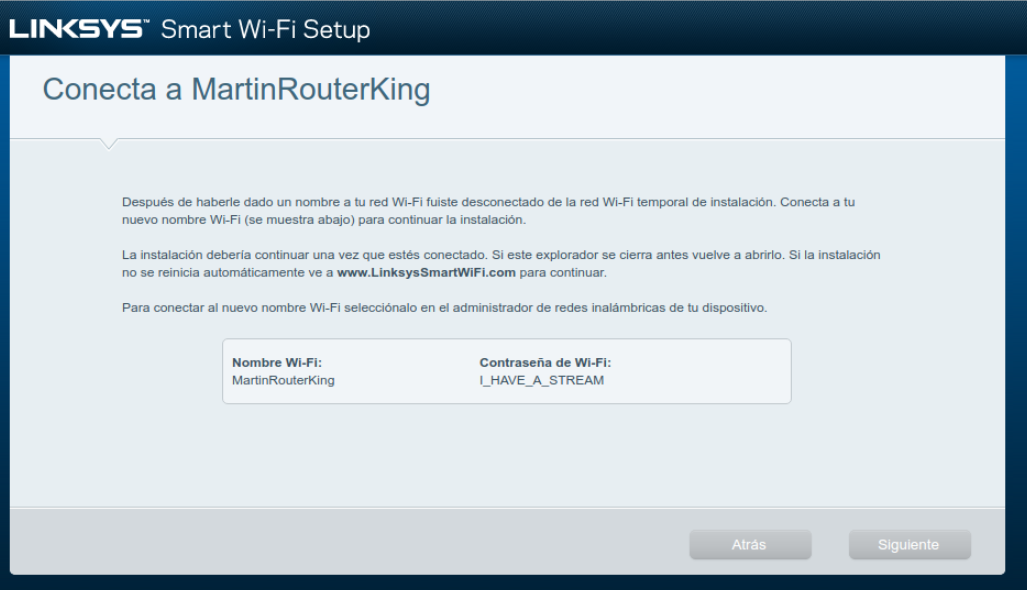 LINKSYS™ Smart Wi-Fi Setup
Conecta a MartinRouterKing
Después de haberle dado un nombre a tu red Wi-Fi fuiste desconectado de la red Wi-Fi temporal de instalación. Conecta a tu
nuevo nombre Wi-Fi (se muestra abajo) para continuar la instalación.
La instalación debería continuar una vez que estés conectado. Si este explorador se cierra antes vuelve a abrirlo. Si la instalación
no se reinicia automáticamente ve a www.LinksysSmartWiFi.com para continuar.
Para conectar al nuevo nombre Wi-Fi selecciónalo en el administrador de redes inalámbricas de tu dispositivo.
Nombre Wi-Fi: Contraseña de Wi-Fi:
MartinRouterKing I_HAVE_A_STREAM
Atrás Siguiente